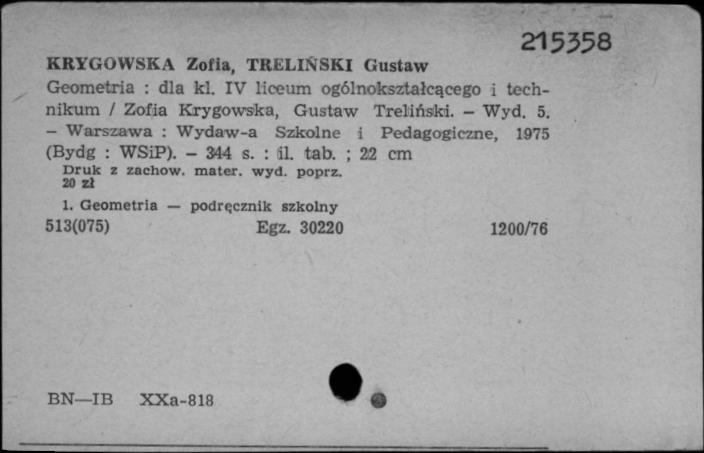 215358
KRYGOWSKA Zofia, TRELIŃSKI Gustaw
Geometria : dla kl. IV liceum ogólnokształcącego i tech-
nikum / Zofia Krygowska, Gustaw Treliński. — Wyd. 5.
— Warszawa : Wydaw-a Szkolne i Pedagogiczne, 1975
(Bydg : WSiP). — 344 s. : il. tab. ; 22 cm
Druk z zachow. mater. wyd. poprz.
20 zł
1. Geometria — podręcznik szkolny
513(075) Egz. 30220 1200/76
BN—IB XXa-818